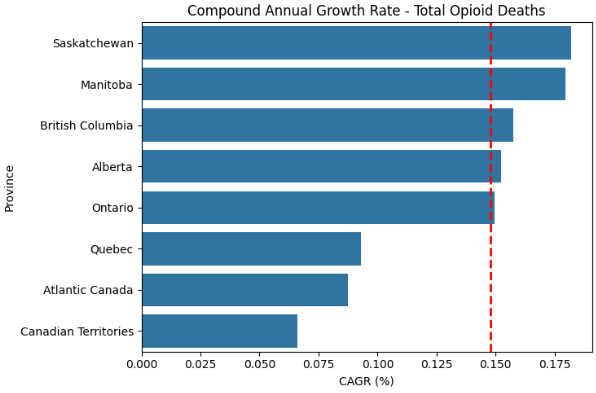 Compound Annual Growth Rate - Total Opioid Deaths
Province
Saskatchewan
Manitoba
British Columbia
Alberta
Ontario
Quebec
Atlantic Canada
Canadian Territories
0.000 0.025 0.050 0.075 0.100 0.125 0.150 0.175
CAGR (%)